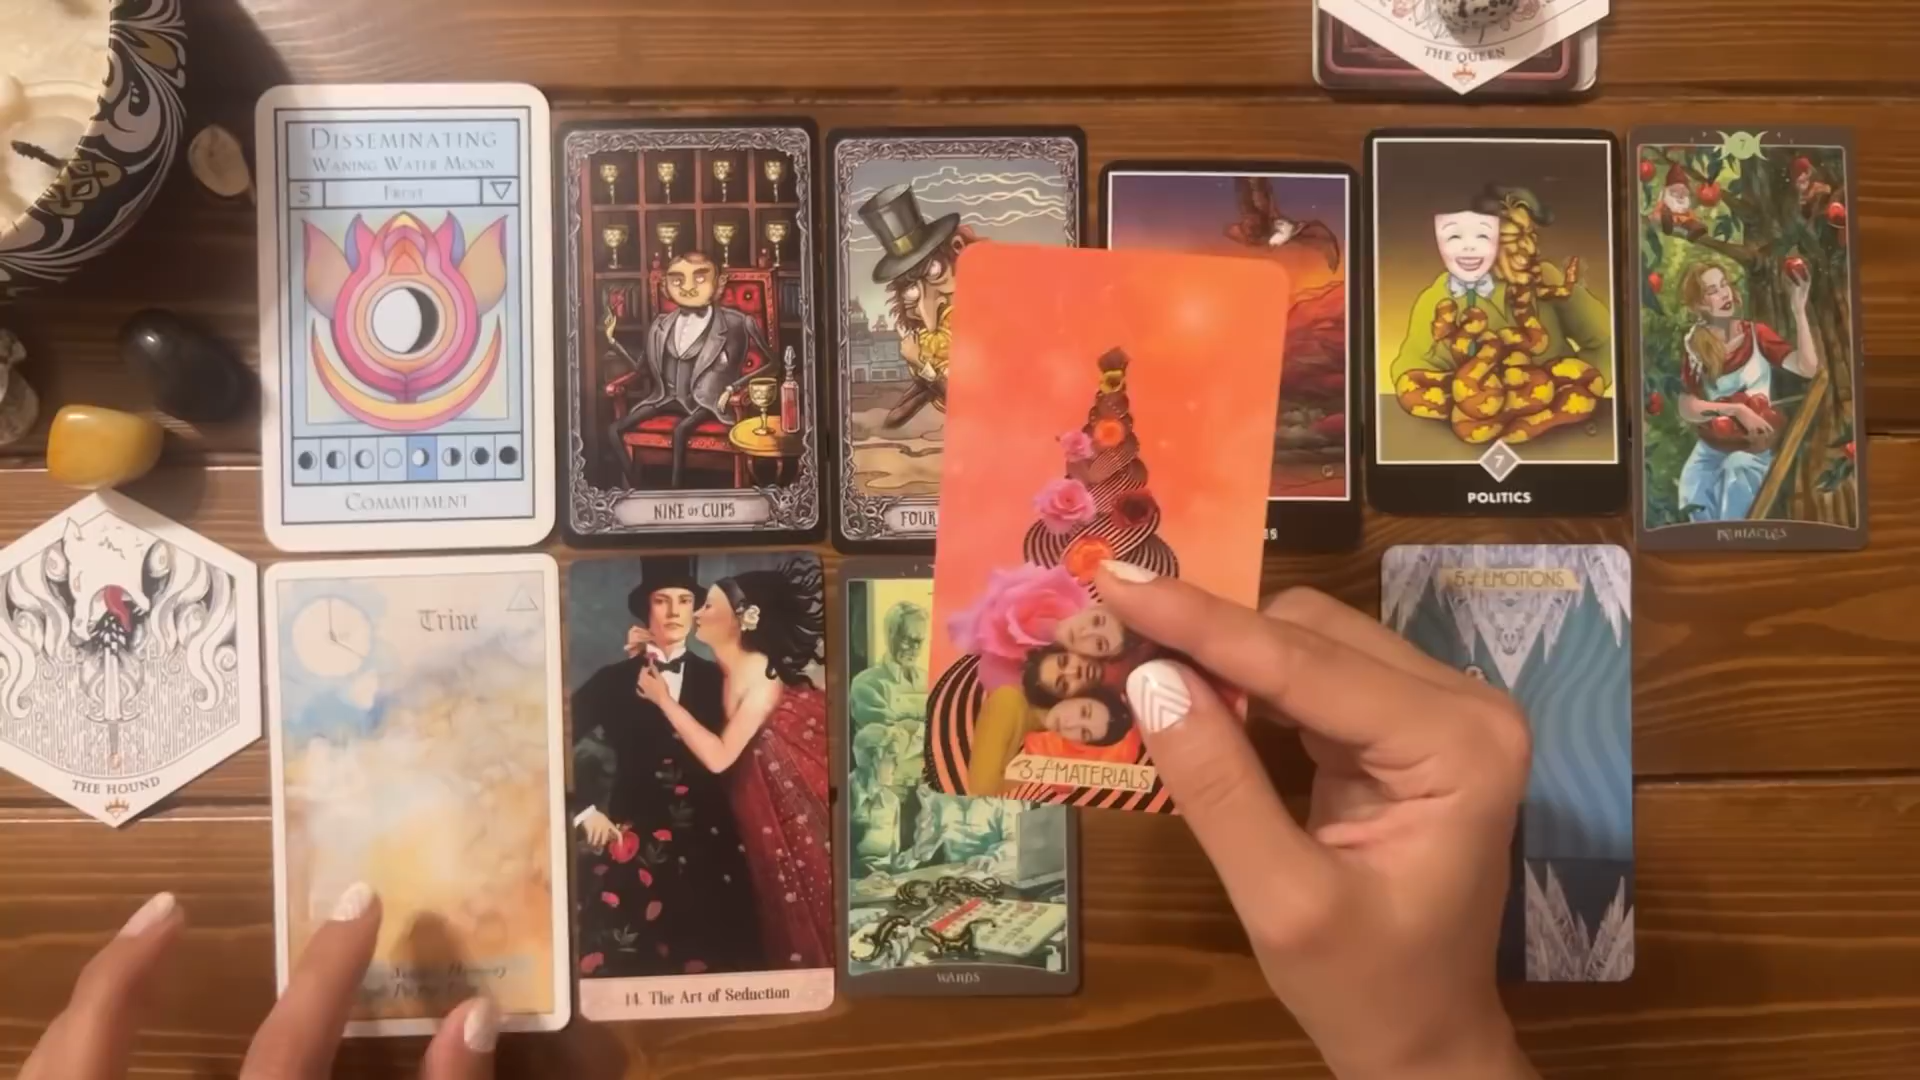 THE QUEEN
DISSEMINATING
WANING WATER MOON
5
COMMITMENT
NINE OF CUPS
FOUR
7
POLITICS
7
PENTACLES
THE HOUND
Trine
14. The Art of Seduction
WANDS
3 of MATERIALS
5 of EMOTIONS